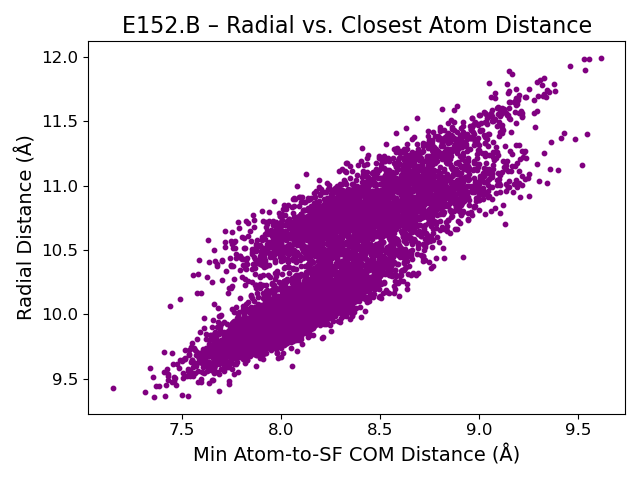 E152.B – Radial vs. Closest Atom Distance
12.0
11.5
11.0
10.5
10.0
9.5
Radial Distance (Å)
7.5 8.0 8.5 9.0 9.5
Min Atom-to-SF COM Distance (Å)